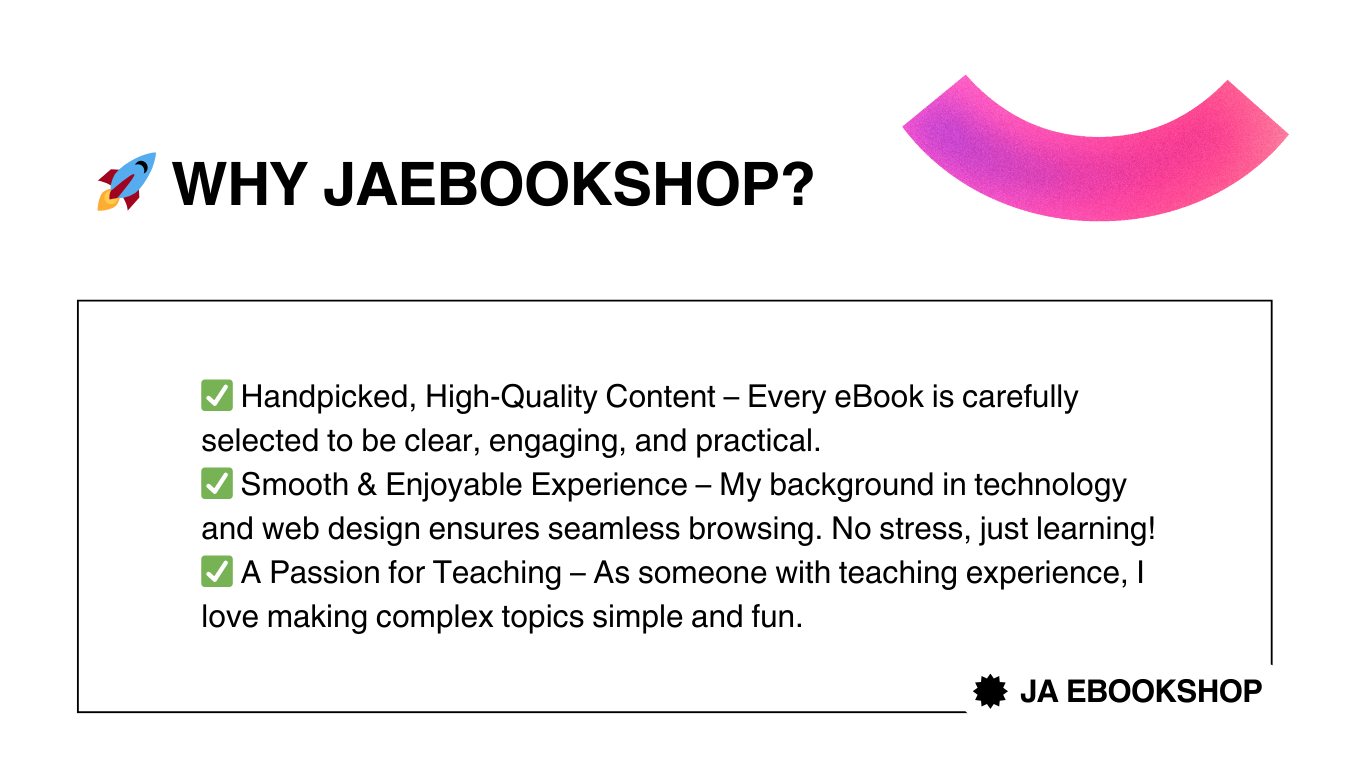 🚀 WHY JAEBOOKSHOP?
✅ Handpicked, High-Quality Content – Every eBook is carefully
selected to be clear, engaging, and practical.
✅ Smooth & Enjoyable Experience – My background in technology
and web design ensures seamless browsing. No stress, just learning!
✅ A Passion for Teaching – As someone with teaching experience, I
love making complex topics simple and fun.
JA EBOOKSHOP